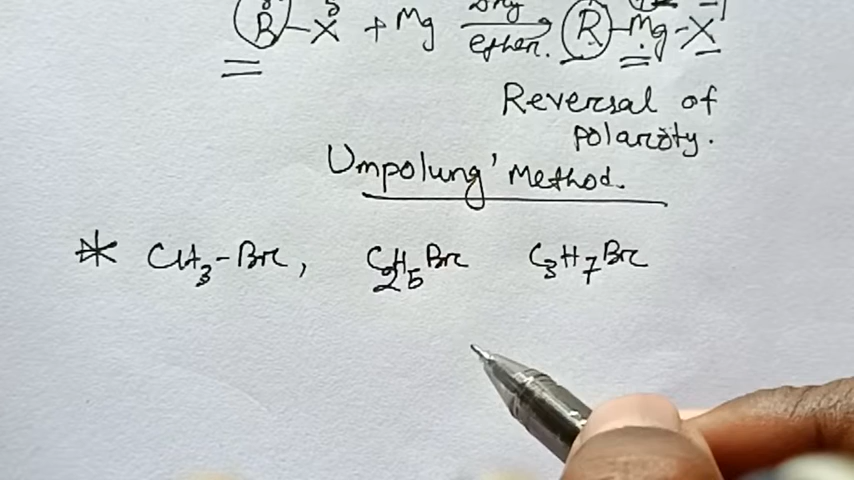 R-X + Mg Dry ether. R-Mg-X
Reversal of
polarity.
Umpolung' Method.
* CH3-Br, C2H5Br C3H7Br